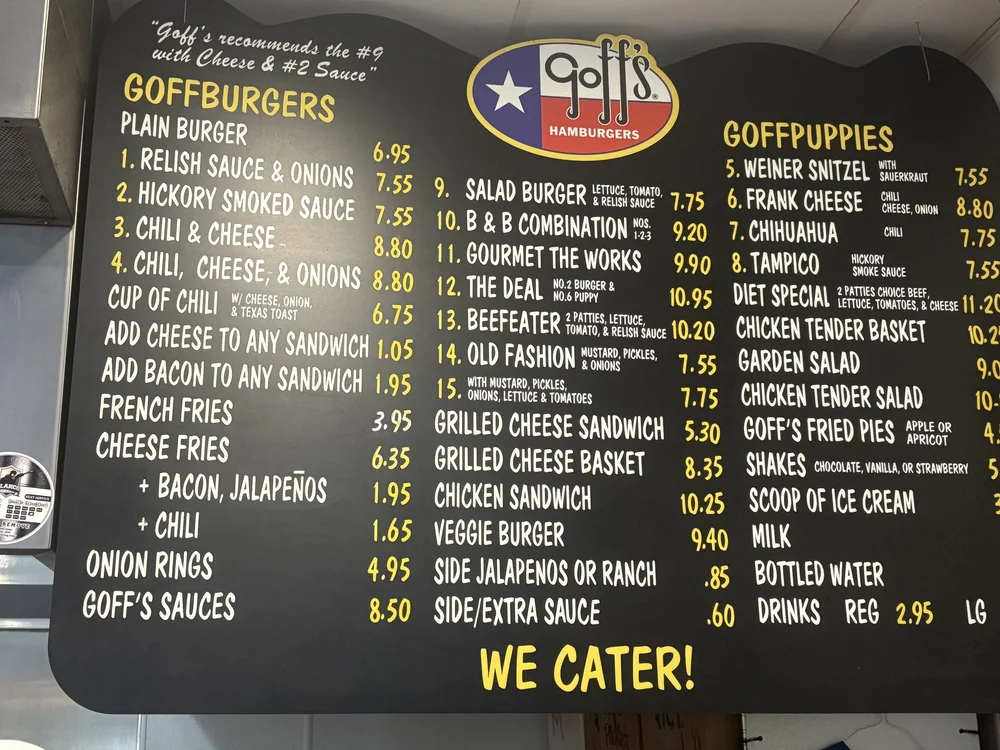 "Goff's recommends the #9
with Cheese & #2 Sauce"
GOFFBURGERS
PLAIN BURGER 6.95
1. RELISH SAUCE & ONIONS 7.55
2. HICKORY SMOKED SAUCE 7.55
3. CHILI & CHEESE 8.80
4. CHILI, CHEESE, & ONIONS 8.80
CUP OF CHILI W/ CHEESE, ONION, & TEXAS TOAST 6.75
ADD CHEESE TO ANY SANDWICH 1.05
ADD BACON TO ANY SANDWICH 1.95
FRENCH FRIES 3.95
CHEESE FRIES 6.35
+ BACON, JALAPEÑOS 1.95
+ CHILI 1.65
ONION RINGS 4.95
GOFF'S SAUCES 8.50
goff's®
HAMBURGERS
9. SALAD BURGER LETTUCE, TOMATO, & RELISH SAUCE 7.75
10. B & B COMBINATION NOS. 1-2-3 9.20
11. GOURMET THE WORKS 9.90
12. THE DEAL NO.2 BURGER & NO.6 PUPPY 10.95
13. BEEFEATER 2 PATTIES, LETTUCE, TOMATO, & RELISH SAUCE 10.20
14. OLD FASHION MUSTARD, PICKLES, & ONIONS 7.55
15. WITH MUSTARD, PICKLES, ONIONS, LETTUCE & TOMATOES 7.75
GRILLED CHEESE SANDWICH 5.30
GRILLED CHEESE BASKET 8.35
CHICKEN SANDWICH 10.25
VEGGIE BURGER 9.40
SIDE JALAPENOS OR RANCH .85
SIDE/EXTRA SAUCE .60
GOFFPUPPIES
5. WEINER SNITZEL WITH SAUERKRAUT 7.55
6. FRANK CHEESE CHILI CHEESE, ONION 8.80
7. CHIHUAHUA CHILI 7.75
8. TAMPICO HICKORY SMOKE SAUCE 7.55
DIET SPECIAL 2 PATTIES CHOICE BEEF, LETTUCE, TOMATOES, & CHEESE 11.20
CHICKEN TENDER BASKET 10.2
GARDEN SALAD 9.0
CHICKEN TENDER SALAD 10.
GOFF'S FRIED PIES APPLE OR APRICOT 4.
SHAKES CHOCOLATE, VANILLA, OR STRAWBERRY 5
SCOOP OF ICE CREAM
MILK
BOTTLED WATER
DRINKS REG 2.95 LG
WE CATER!